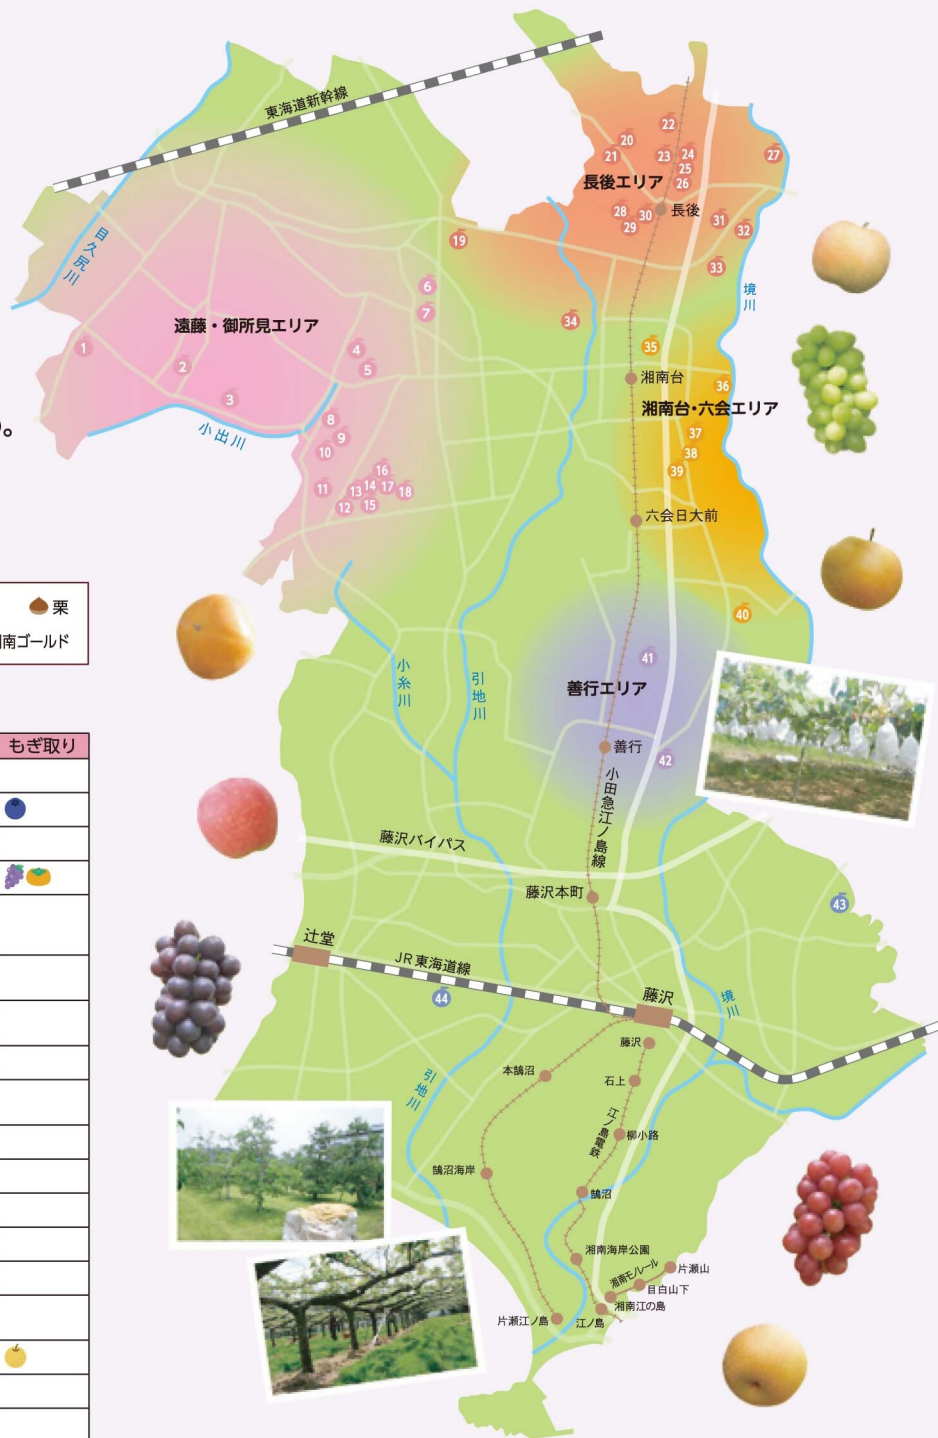 東海道新幹線
目久尻川
遠藤・御所見エリア
小出川
1
2
3
4
5
6
7
8
9
10
11
12
13
14
15
16
17
18
19
長後エリア
長後
20
21
22
23
24
25
26
27
28
29
30
31
32
33
34
境川
35
湘南台
36
湘南台・六会エリア
37
38
39
六会日大前
40
41
善行エリア
善行
42
小糸川
引地川
小田急江ノ島線
藤沢バイパス
藤沢本町
43
辻堂
JR東海道線
44
藤沢
境川
藤沢
本鵠沼
石上
引地川
江ノ島電鉄
柳小路
鵠沼海岸
鵠沼
湘南海岸公園
湘南モノレール
片瀬山
目白山下
湘南江の島
片瀬江ノ島
江ノ島
。
栗
南ゴールド
もぎ取り